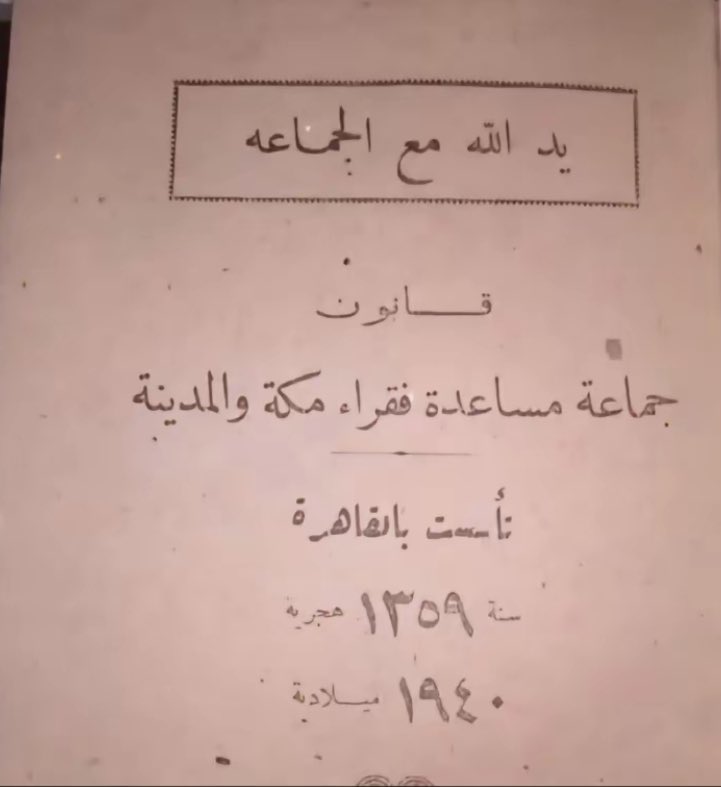 يد الله مع الجماعه
قانون
جماعة مساعدة فقراء مكة والمدينة
تأسست بالقاهرة
سنة ١٣٥٩ هجرية
١٩٤٠ ميلادية